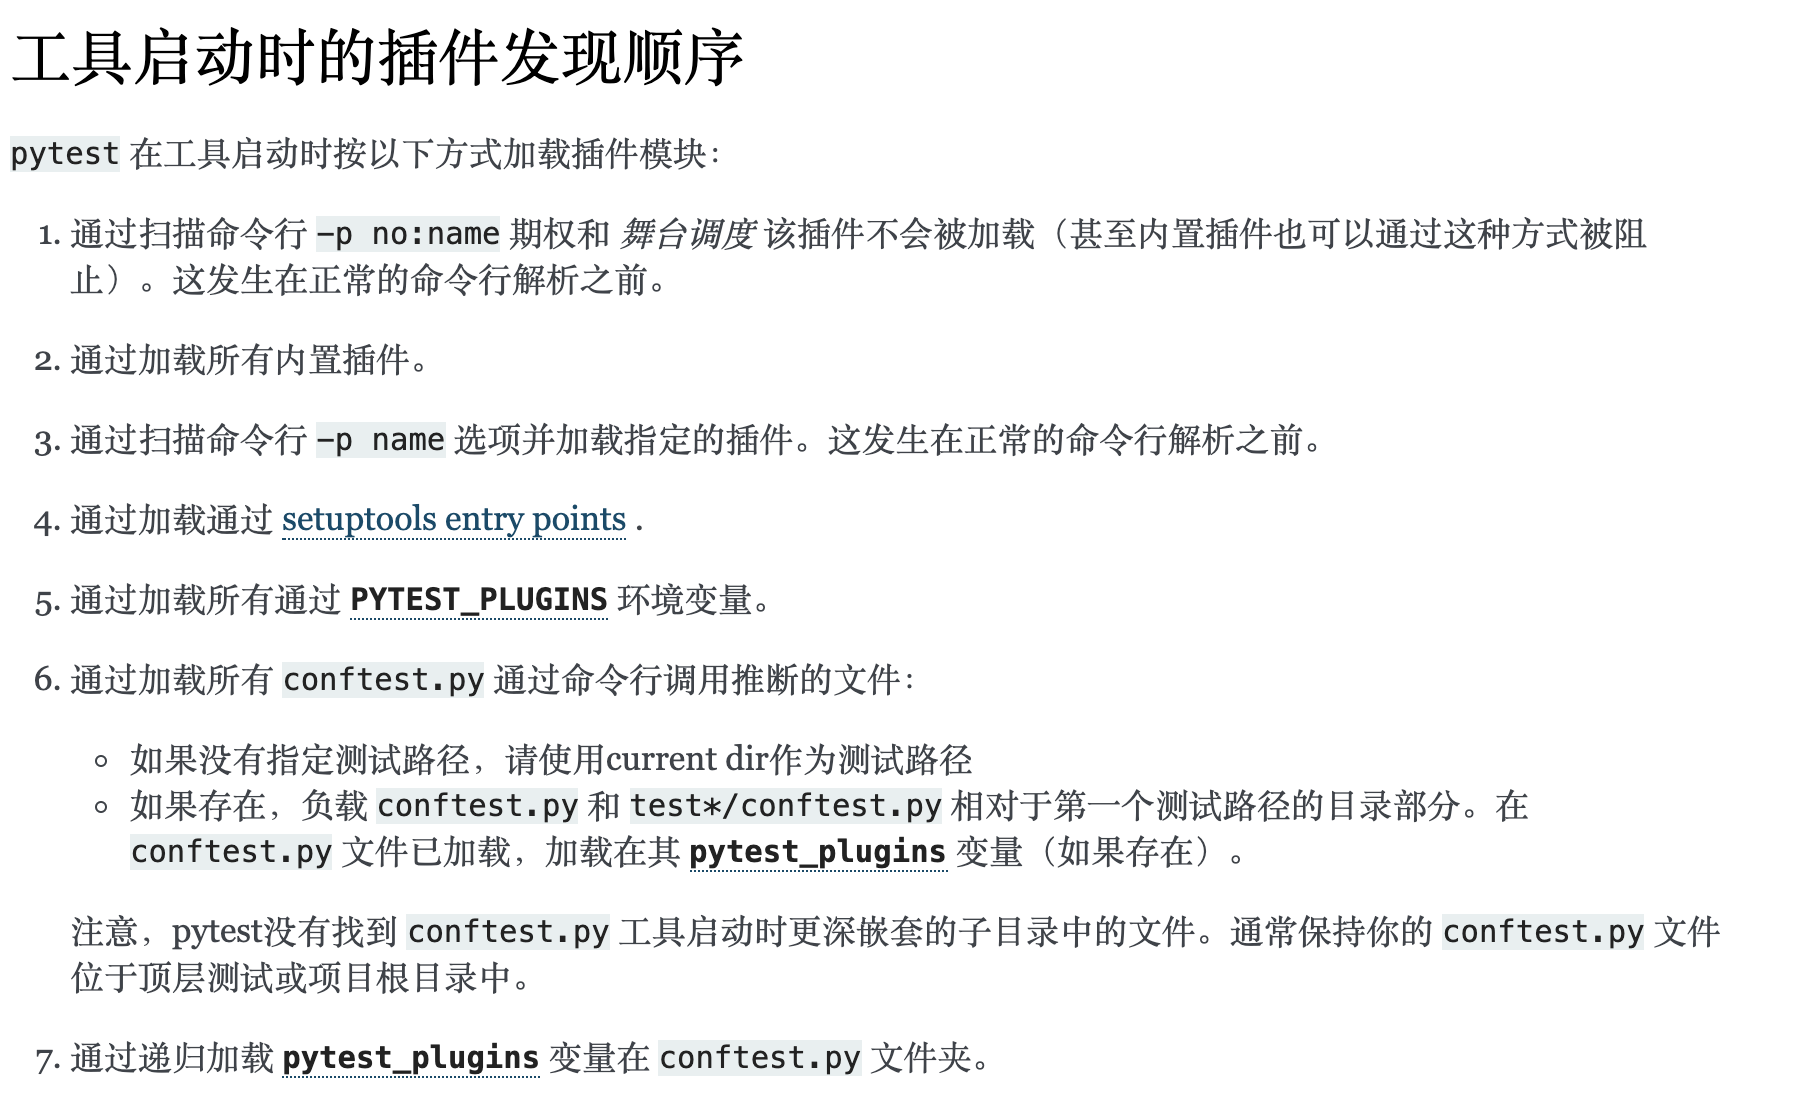 工具启动时的插件发现顺序
pytest 在工具启动时按以下方式加载插件模块：
1. 通过扫描命令行 -p no:name 期权和 舞台调度 该插件不会被加载（甚至内置插件也可以通过这种方式被阻
止）。这发生在正常的命令行解析之前。
2. 通过加载所有内置插件。
3. 通过扫描命令行 -p name 选项并加载指定的插件。这发生在正常的命令行解析之前。
4. 通过加载通过 setuptools entry points .
5. 通过加载所有通过 PYTEST_PLUGINS 环境变量。
6. 通过加载所有 conftest.py 通过命令行调用推断的文件：
◦ 如果没有指定测试路径，请使用current dir作为测试路径
◦ 如果存在，负载 conftest.py 和 test*/conftest.py 相对于第一个测试路径的目录部分。在
conftest.py 文件已加载，加载在其 pytest_plugins 变量（如果存在）。
注意，pytest没有找到 conftest.py 工具启动时更深嵌套的子目录中的文件。通常保持你的 conftest.py 文件
位于顶层测试或项目根目录中。
7. 通过递归加载 pytest_plugins 变量在 conftest.py 文件夹。